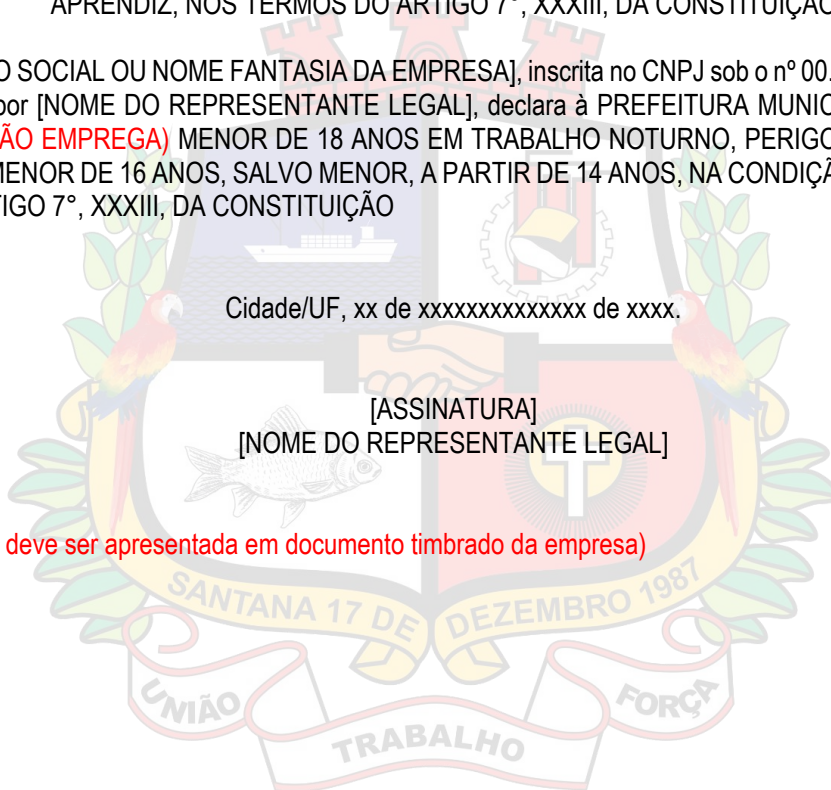 APRENDIZ, NOS TERMOS DO ARTIGO 7°, XXXIII, DA CONSTITUIÇÃO
O SOCIAL OU NOME FANTASIA DA EMPRESA], inscrita no CNPJ sob o nº 00.
por [NOME DO REPRESENTANTE LEGAL], declara à PREFEITURA MUNIC
ÃO EMPREGA) MENOR DE 18 ANOS EM TRABALHO NOTURNO, PERIGO
MENOR DE 16 ANOS, SALVO MENOR, A PARTIR DE 14 ANOS, NA CONDIÇÃ
TIGO 7°, XXXIII, DA CONSTITUIÇÃO
Cidade/UF, xx de xxxxxxxxxxxxxx de xxxx.
[ASSINATURA]
[NOME DO REPRESENTANTE LEGAL]
deve ser apresentada em documento timbrado da empresa)
SANTANA 17 DE DEZEMBRO 1987
UNIÃO TRABALHO FORÇA